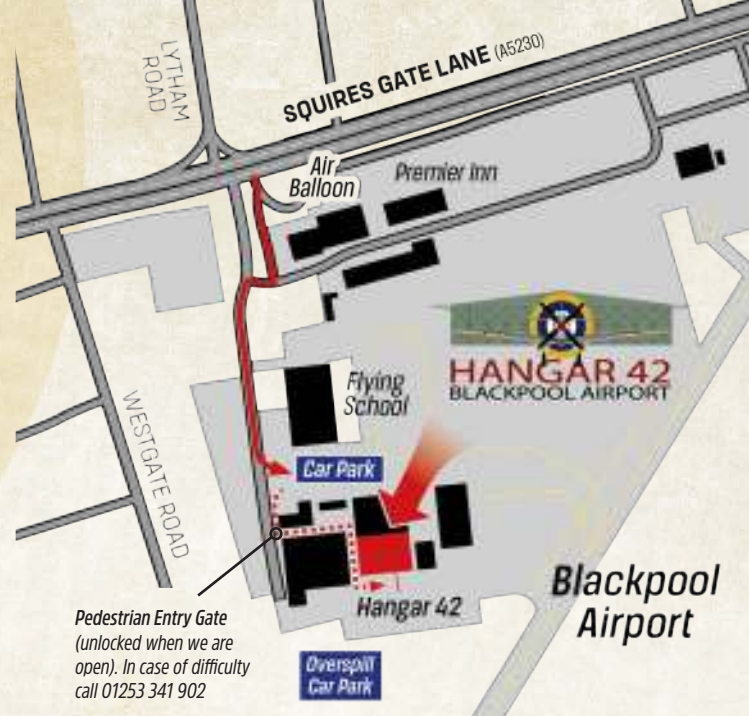 LYTHAM
ROAD
SQUIRES GATE LANE (A5230)
Air
Balloon
Premier Inn
HANGAR 42
BLACKPOOL AIRPORT
Flying
School
WESTGATE ROAD
Car Park
Blackpool
Airport
Hangar 42
Pedestrian Entry Gate
(unlocked when we are
open). In case of difficulty
call 01253 341 902
Overspill
Car Park